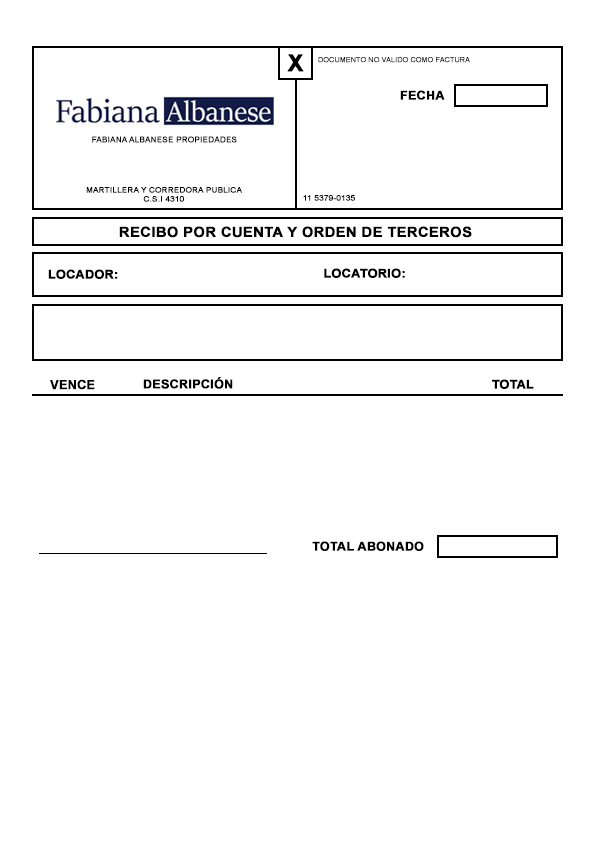 X
DOCUMENTO NO VALIDO COMO FACTURA
FECHA
Fabiana Albanese
FABIANA ALBANESE PROPIEDADES
MARTILLERA Y CORREDORA PUBLICA
C.S.I 4310
11 5379-0135
RECIBO POR CUENTA Y ORDEN DE TERCEROS
LOCADOR: LOCATORIO:
VENCE DESCRIPCIÓN TOTAL
TOTAL ABONADO